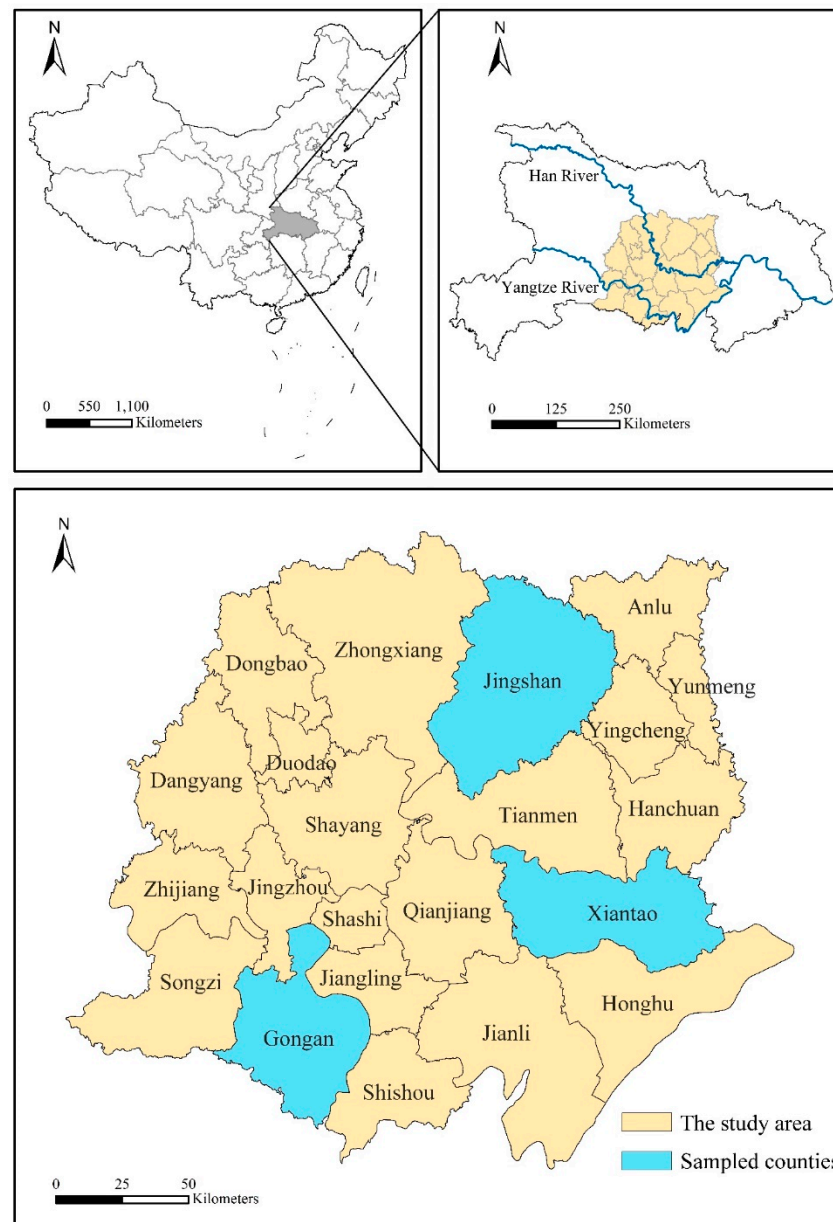 N
0 550 1,100
Kilometers
N
Han River
Yangtze River
0 125 250
Kilometers
N
Anlu
Zhongxiang
Dongbao
Jingshan
Yunmeng
Yingcheng
Duodao
Dangyang
Hanchuan
Tianmen
Shayang
Zhijiang
Jingzhou
Shashi
Qianjiang
Xiantao
Songzi
Jiangling
Honghu
Gongan
Jianli
Shishou
The study area
Sampled counties
0 25 50
Kilometers